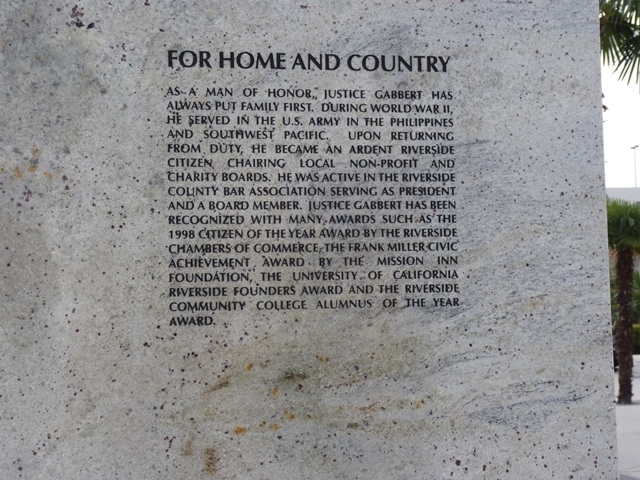 FOR HOME AND COUNTRY
AS A MAN OF HONOR, JUSTICE GABBERT HAS
ALWAYS PUT FAMILY FIRST. DURING WORLD WAR II,
HE SERVED IN THE U.S. ARMY IN THE PHILIPPINES
AND SOUTHWEST PACIFIC. UPON RETURNING
FROM DUTY, HE BECAME AN ARDENT RIVERSIDE
CITIZEN, CHAIRING LOCAL NON-PROFIT AND
CHARITY BOARDS. HE WAS ACTIVE IN THE RIVERSIDE
COUNTY BAR ASSOCIATION SERVING AS PRESIDENT
AND A BOARD MEMBER. JUSTICE GABBERT HAS BEEN
RECOGNIZED WITH MANY AWARDS SUCH AS THE
1998 CITIZEN OF THE YEAR AWARD BY THE RIVERSIDE
CHAMBERS OF COMMERCE, THE FRANK MILLER CIVIC
ACHIEVEMENT AWARD BY THE MISSION INN
FOUNDATION, THE UNIVERSITY OF CALIFORNIA
RIVERSIDE FOUNDERS AWARD AND THE RIVERSIDE
COMMUNITY COLLEGE ALUMNUS OF THE YEAR
AWARD.